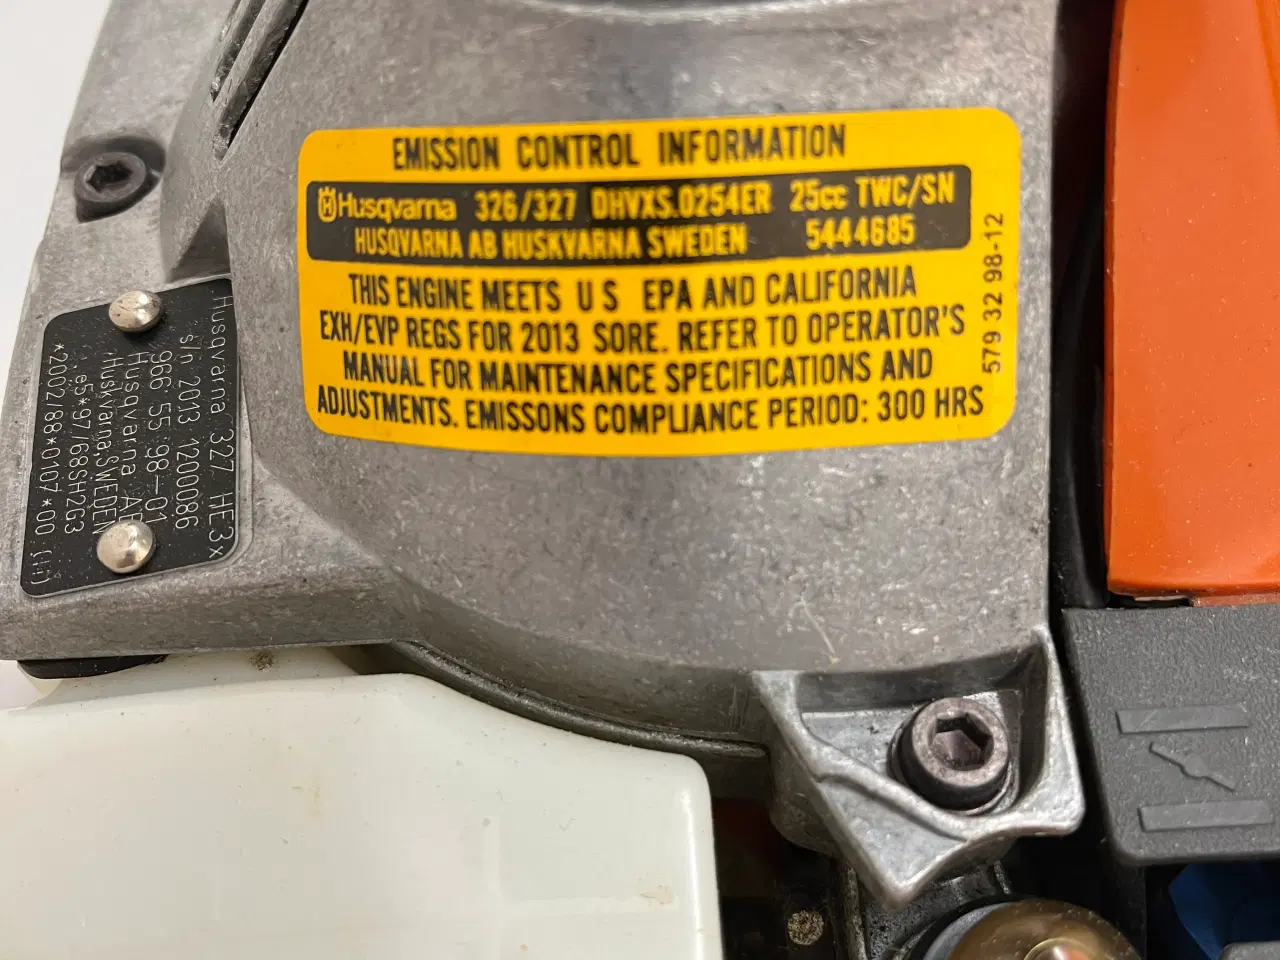 EMISSION CONTROL INFORMATION
Husqvarna 326/327 DHVXS.0254ER 25cc TWC/SN
HUSQVARNA AB HUSKVARNA SWEDEN 5444685
THIS ENGINE MEETS U S EPA AND CALIFORNIA
EXH/EVP REGS FOR 2013 SORE. REFER TO OPERATOR'S
MANUAL FOR MAINTENANCE SPECIFICATIONS AND
ADJUSTMENTS. EMISSONS COMPLIANCE PERIOD: 300 HRS
579 32 98-12
Husqvarna 327 HE3x
s/n 2013 1200086
966 55 98-01
Husqvarna AB
Huskvarna, SWEDEN
*e5*97/68SH2G3
*2002/88*0107*00